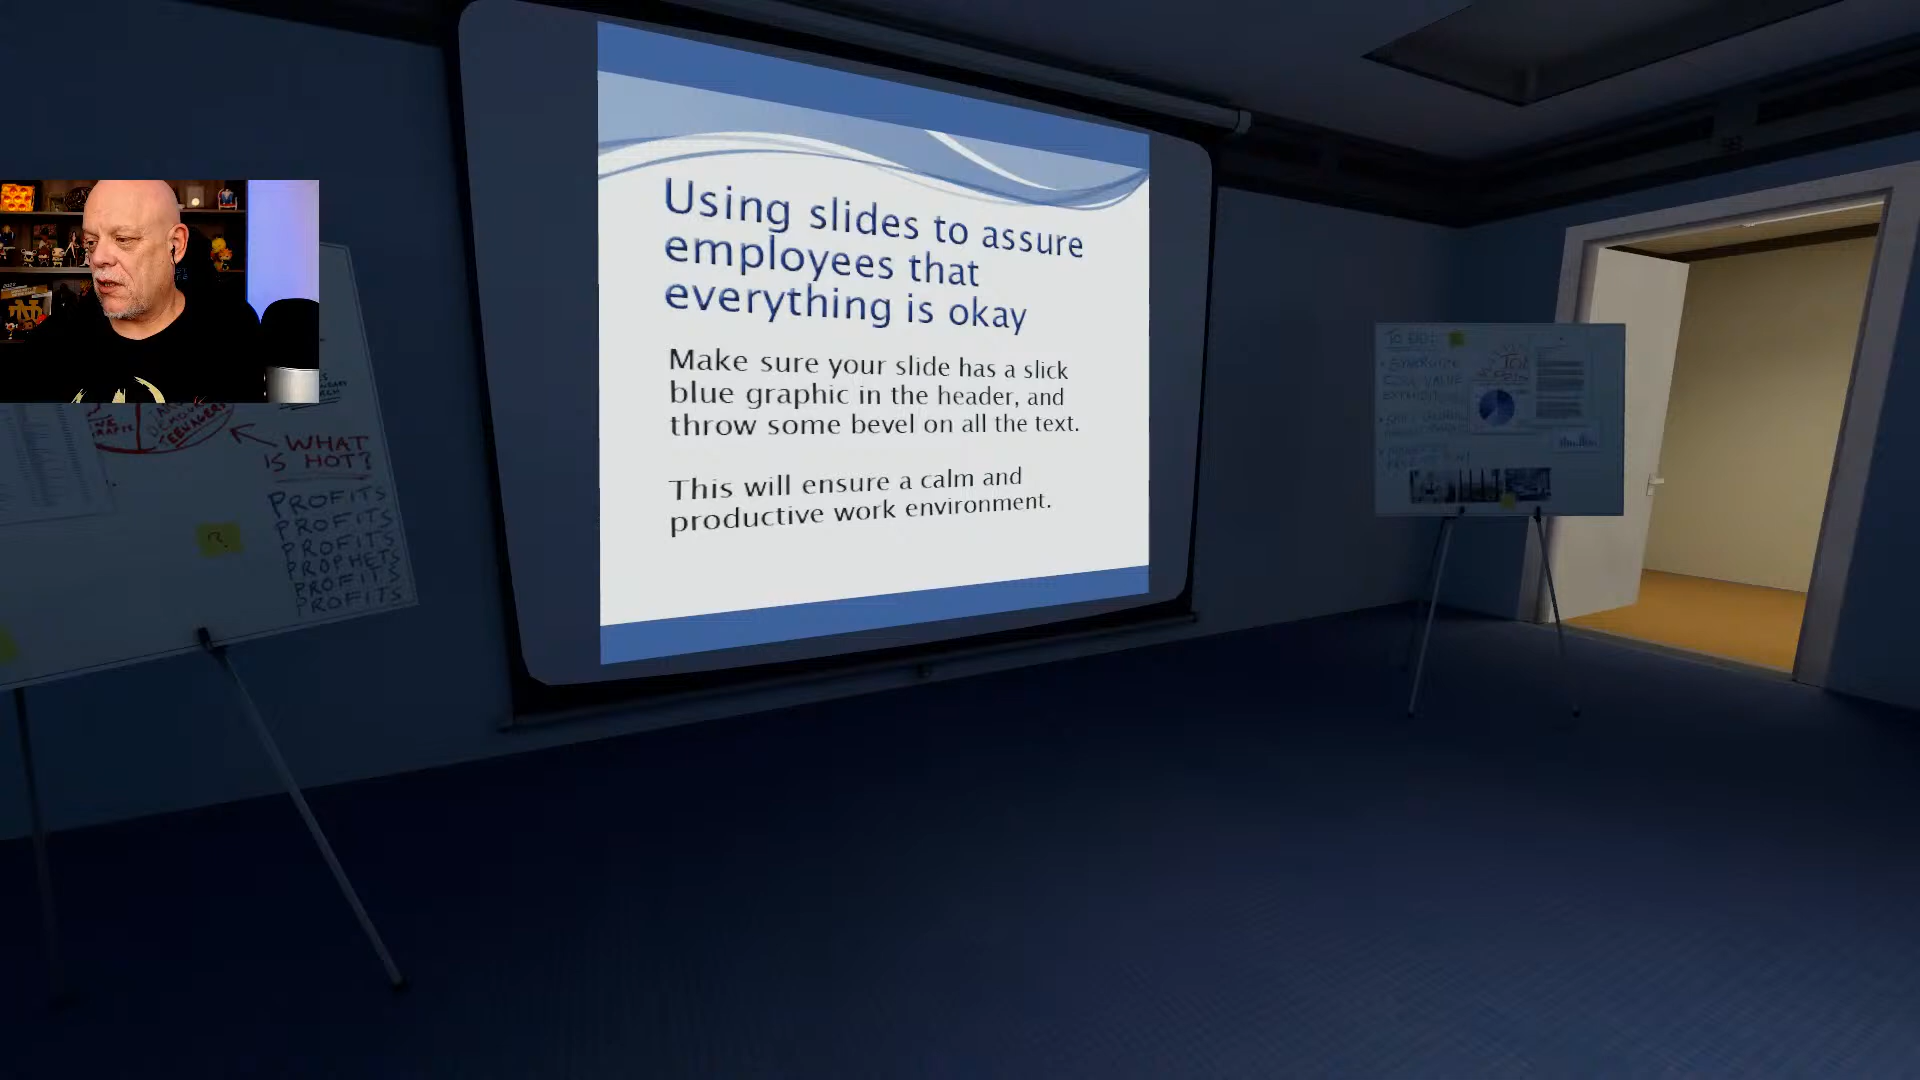 Using slides to assure
employees that
everything is okay
Make sure your slide has a slick
blue graphic in the header, and
throw some bevel on all the text.
This will ensure a calm and
productive work environment.
TEENAGERS
WHAT
IS HOT?
PROFITS
PROFITS
PROFITS
PROPHETS
PROFITS
PROFITS
?
TO DO: